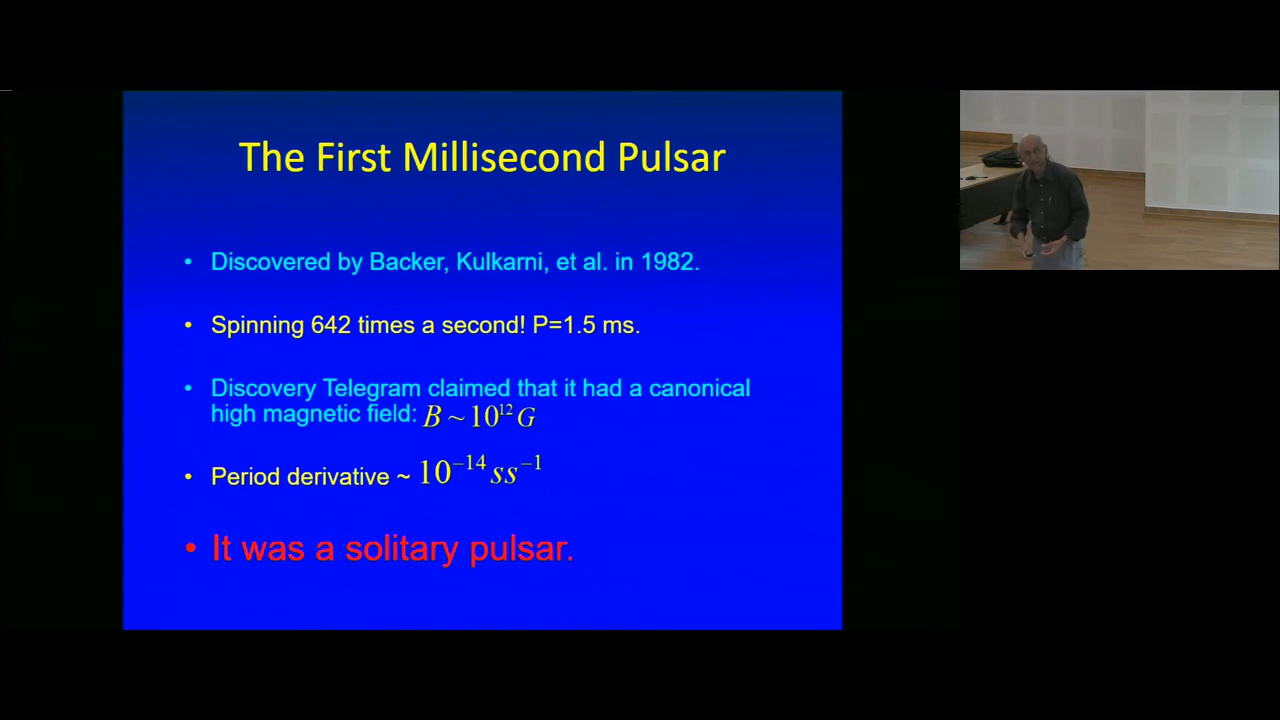 The First Millisecond Pulsar
• Discovered by Backer, Kulkarni, et al. in 1982.
• Spinning 642 times a second! P=1.5 ms.
• Discovery Telegram claimed that it had a canonical
high magnetic field: B ~ 10¹² G
• Period derivative ~ 10⁻¹⁴ ss⁻¹
• It was a solitary pulsar.